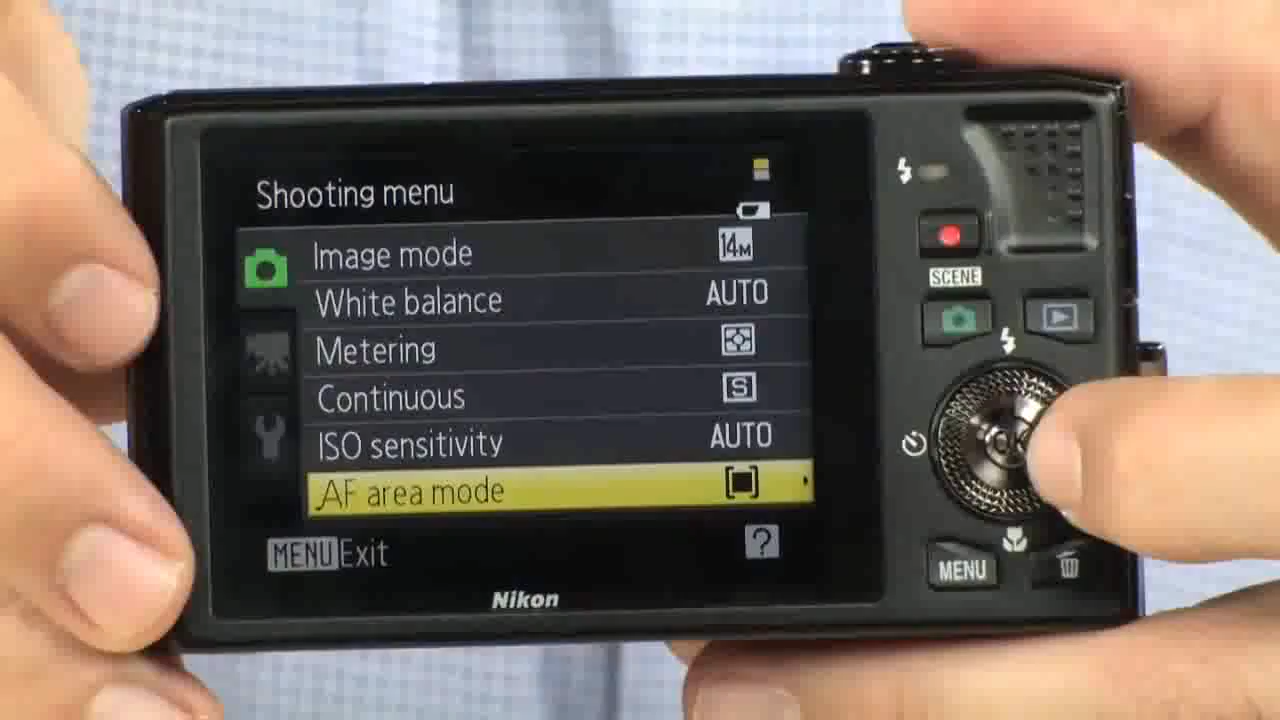 Shooting menu
Image mode 14M
White balance AUTO
Metering
Continuous S
ISO sensitivity AUTO
AF area mode
MENU Exit ?
Nikon
SCENE
OK
MENU